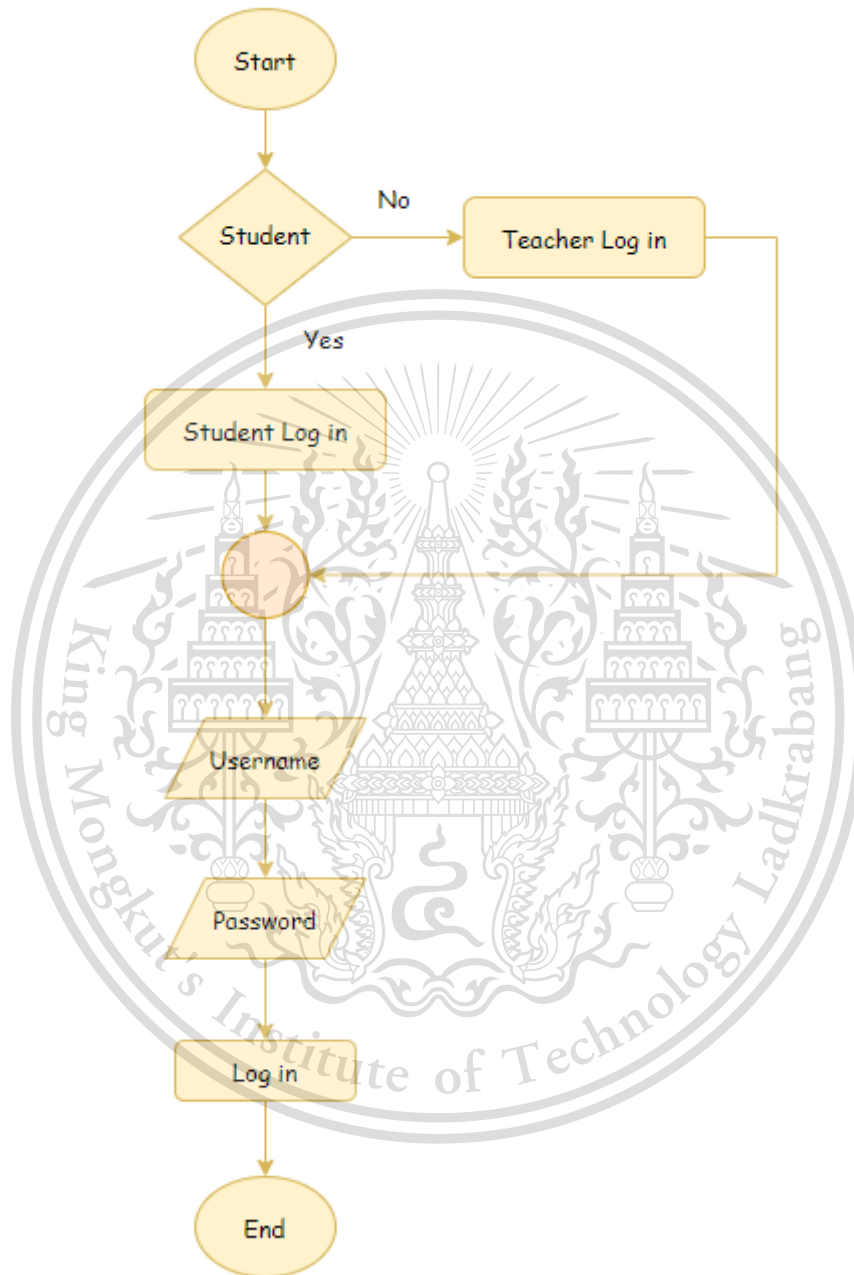 Start
Student
No
Teacher Log in
Yes
Student Log in
Username
Password
Log in
End
King Mongkut's Institute of Technology Ladkrabang